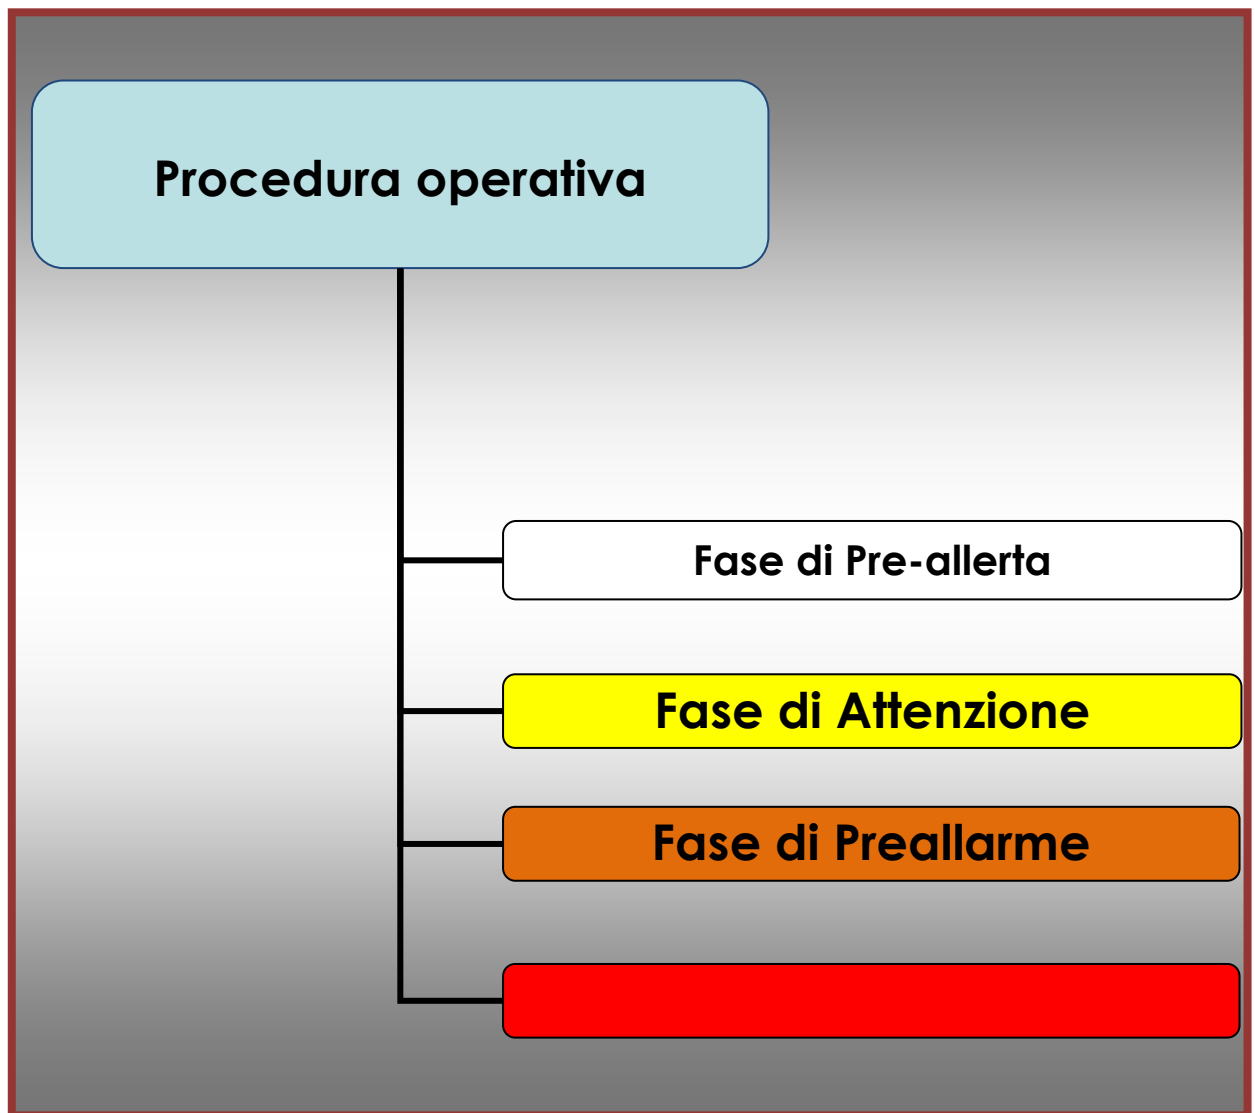 Procedura operativa
Fase di Pre-allerta
Fase di Attenzione
Fase di Preallarme